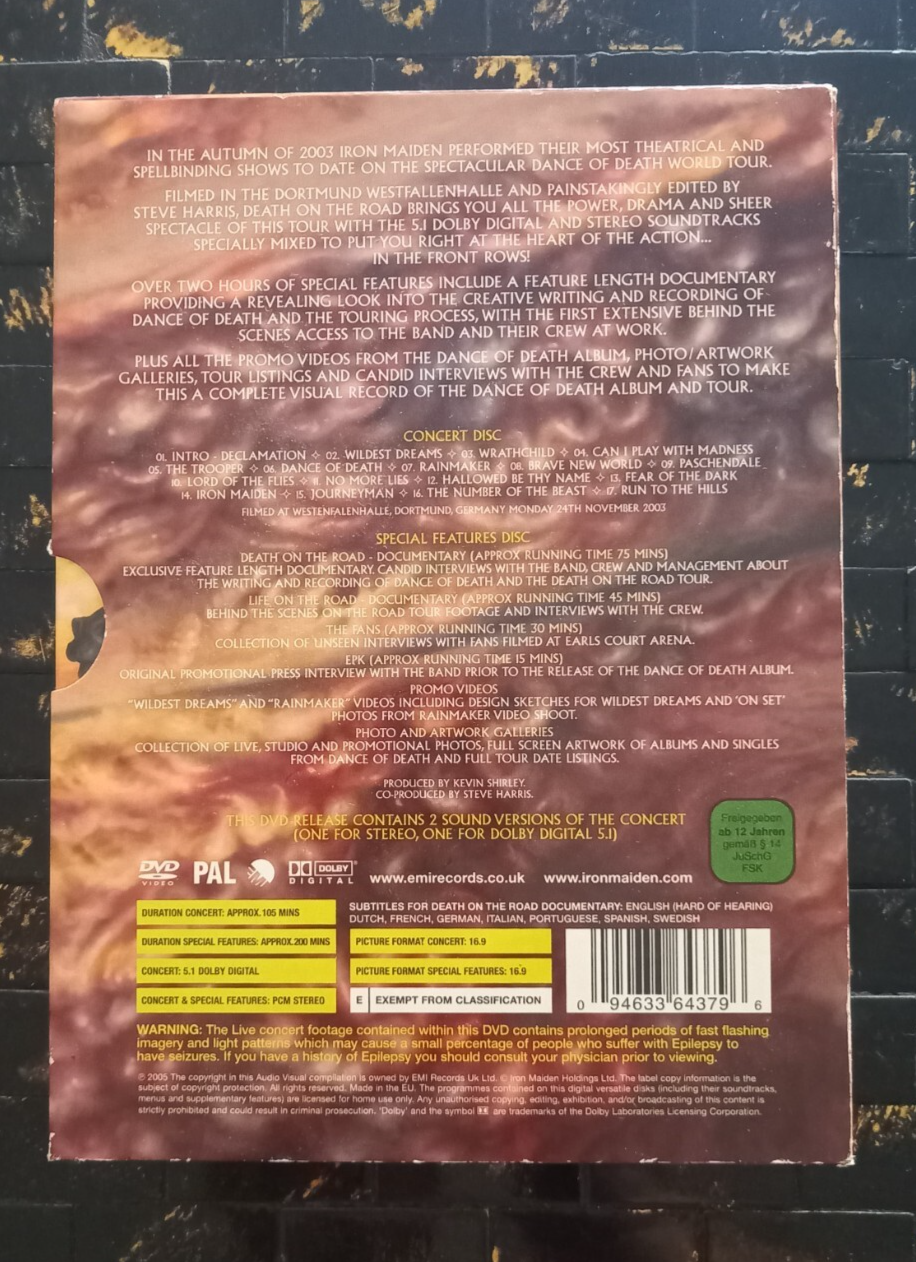 IN THE AUTUMN OF 2003 IRON MAIDEN PERFORMED THEIR MOST THEATRICAL AND
SPELLBINDING SHOWS TO DATE ON THE SPECTACULAR DANCE OF DEATH WORLD TOUR.
FILMED IN THE DORTMUND WESTFALLENHALLE AND PAINSTAKINGLY EDITED BY
STEVE HARRIS, DEATH ON THE ROAD BRINGS YOU ALL THE POWER, DRAMA AND SHEER
SPECTACLE OF THIS TOUR WITH THE 5.1 DOLBY DIGITAL AND STEREO SOUNDTRACKS
SPECIALLY MIXED TO PUT YOU RIGHT AT THE HEART OF THE ACTION...
IN THE FRONT ROWS!
OVER TWO HOURS OF SPECIAL FEATURES INCLUDE A FEATURE LENGTH DOCUMENTARY
PROVIDING A REVEALING LOOK INTO THE CREATIVE WRITING AND RECORDING OF
DANCE OF DEATH AND THE TOURING PROCESS, WITH THE FIRST EXTENSIVE BEHIND THE
SCENES ACCESS TO THE BAND AND THEIR CREW AT WORK.
PLUS ALL THE PROMO VIDEOS FROM THE DANCE OF DEATH ALBUM, PHOTO/ARTWORK
GALLERIES, TOUR LISTINGS AND CANDID INTERVIEWS WITH THE CREW AND FANS TO MAKE
THIS A COMPLETE VISUAL RECORD OF THE DANCE OF DEATH ALBUM AND TOUR.
CONCERT DISC
01. INTRO - DECLAMATION ✧ 02. WILDEST DREAMS ✧ 03. WRATHCHILD ✧ 04. CAN I PLAY WITH MADNESS
05. THE TROOPER ✧ 06. DANCE OF DEATH ✧ 07. RAINMAKER ✧ 08. BRAVE NEW WORLD ✧ 09. PASCHENDALE
10. LORD OF THE FLIES ✧ 11. NO MORE LIES ✧ 12. HALLOWED BE THY NAME ✧ 13. FEAR OF THE DARK
14. IRON MAIDEN ✧ 15. JOURNEYMAN ✧ 16. THE NUMBER OF THE BEAST ✧ 17. RUN TO THE HILLS
FILMED AT WESTENFALENHALLE, DORTMUND, GERMANY MONDAY 24TH NOVEMBER 2003
SPECIAL FEATURES DISC
DEATH ON THE ROAD - DOCUMENTARY (APPROX RUNNING TIME 75 MINS)
EXCLUSIVE FEATURE LENGTH DOCUMENTARY. CANDID INTERVIEWS WITH THE BAND, CREW AND MANAGEMENT ABOUT
THE WRITING AND RECORDING OF DANCE OF DEATH AND THE DEATH ON THE ROAD TOUR.
LIFE ON THE ROAD - DOCUMENTARY (APPROX RUNNING TIME 45 MINS)
BEHIND THE SCENES ON THE ROAD TOUR FOOTAGE AND INTERVIEWS WITH THE CREW.
THE FANS (APPROX RUNNING TIME 30 MINS)
COLLECTION OF UNSEEN INTERVIEWS WITH FANS FILMED AT EARLS COURT ARENA.
EPK (APPROX RUNNING TIME 15 MINS)
ORIGINAL PROMOTIONAL PRESS INTERVIEW WITH THE BAND PRIOR TO THE RELEASE OF THE DANCE OF DEATH ALBUM.
PROMO VIDEOS
"WILDEST DREAMS" AND "RAINMAKER" VIDEOS INCLUDING DESIGN SKETCHES FOR WILDEST DREAMS AND 'ON SET'
PHOTOS FROM RAINMAKER VIDEO SHOOT.
PHOTO AND ARTWORK GALLERIES
COLLECTION OF LIVE, STUDIO AND PROMOTIONAL PHOTOS, FULL SCREEN ARTWORK OF ALBUMS AND SINGLES
FROM DANCE OF DEATH AND FULL TOUR DATE LISTINGS.
PRODUCED BY KEVIN SHIRLEY.
CO-PRODUCED BY STEVE HARRIS.
THIS DVD RELEASE CONTAINS 2 SOUND VERSIONS OF THE CONCERT
(ONE FOR STEREO, ONE FOR DOLBY DIGITAL 5.1)
Freigegeben
ab 12 Jahren
gemäß § 14
JuSchG
FSK
DVD VIDEO PAL DOLBY DIGITAL www.emirecords.co.uk www.ironmaiden.com
DURATION CONCERT: APPROX.105 MINS
DURATION SPECIAL FEATURES: APPROX.200 MINS
CONCERT: 5.1 DOLBY DIGITAL
CONCERT & SPECIAL FEATURES: PCM STEREO
SUBTITLES FOR DEATH ON THE ROAD DOCUMENTARY: ENGLISH (HARD OF HEARING)
DUTCH, FRENCH, GERMAN, ITALIAN, PORTUGUESE, SPANISH, SWEDISH
PICTURE FORMAT CONCERT: 16.9
PICTURE FORMAT SPECIAL FEATURES: 16.9
E EXEMPT FROM CLASSIFICATION
0 94633 64379 6
WARNING: The Live concert footage contained within this DVD contains prolonged periods of fast flashing
imagery and light patterns which may cause a small percentage of people who suffer with Epilepsy to
have seizures. If you have a history of Epilepsy you should consult your physician prior to viewing.
℗ 2005 The copyright in this Audio Visual compilation is owned by EMI Records Uk Ltd. © Iron Maiden Holdings Ltd. The label copy information is the
subject of copyright protection. All rights reserved. Made in the EU. The programmes contained on this digital versatile disks (including their soundtracks,
menus and supplementary features) are licensed for home use only. Any unauthorised copying, editing, exhibition, and/or broadcasting of this content is
strictly prohibited and could result in criminal prosecution. 'Dolby' and the symbol are trademarks of the Dolby Laboratories Licensing Corporation.